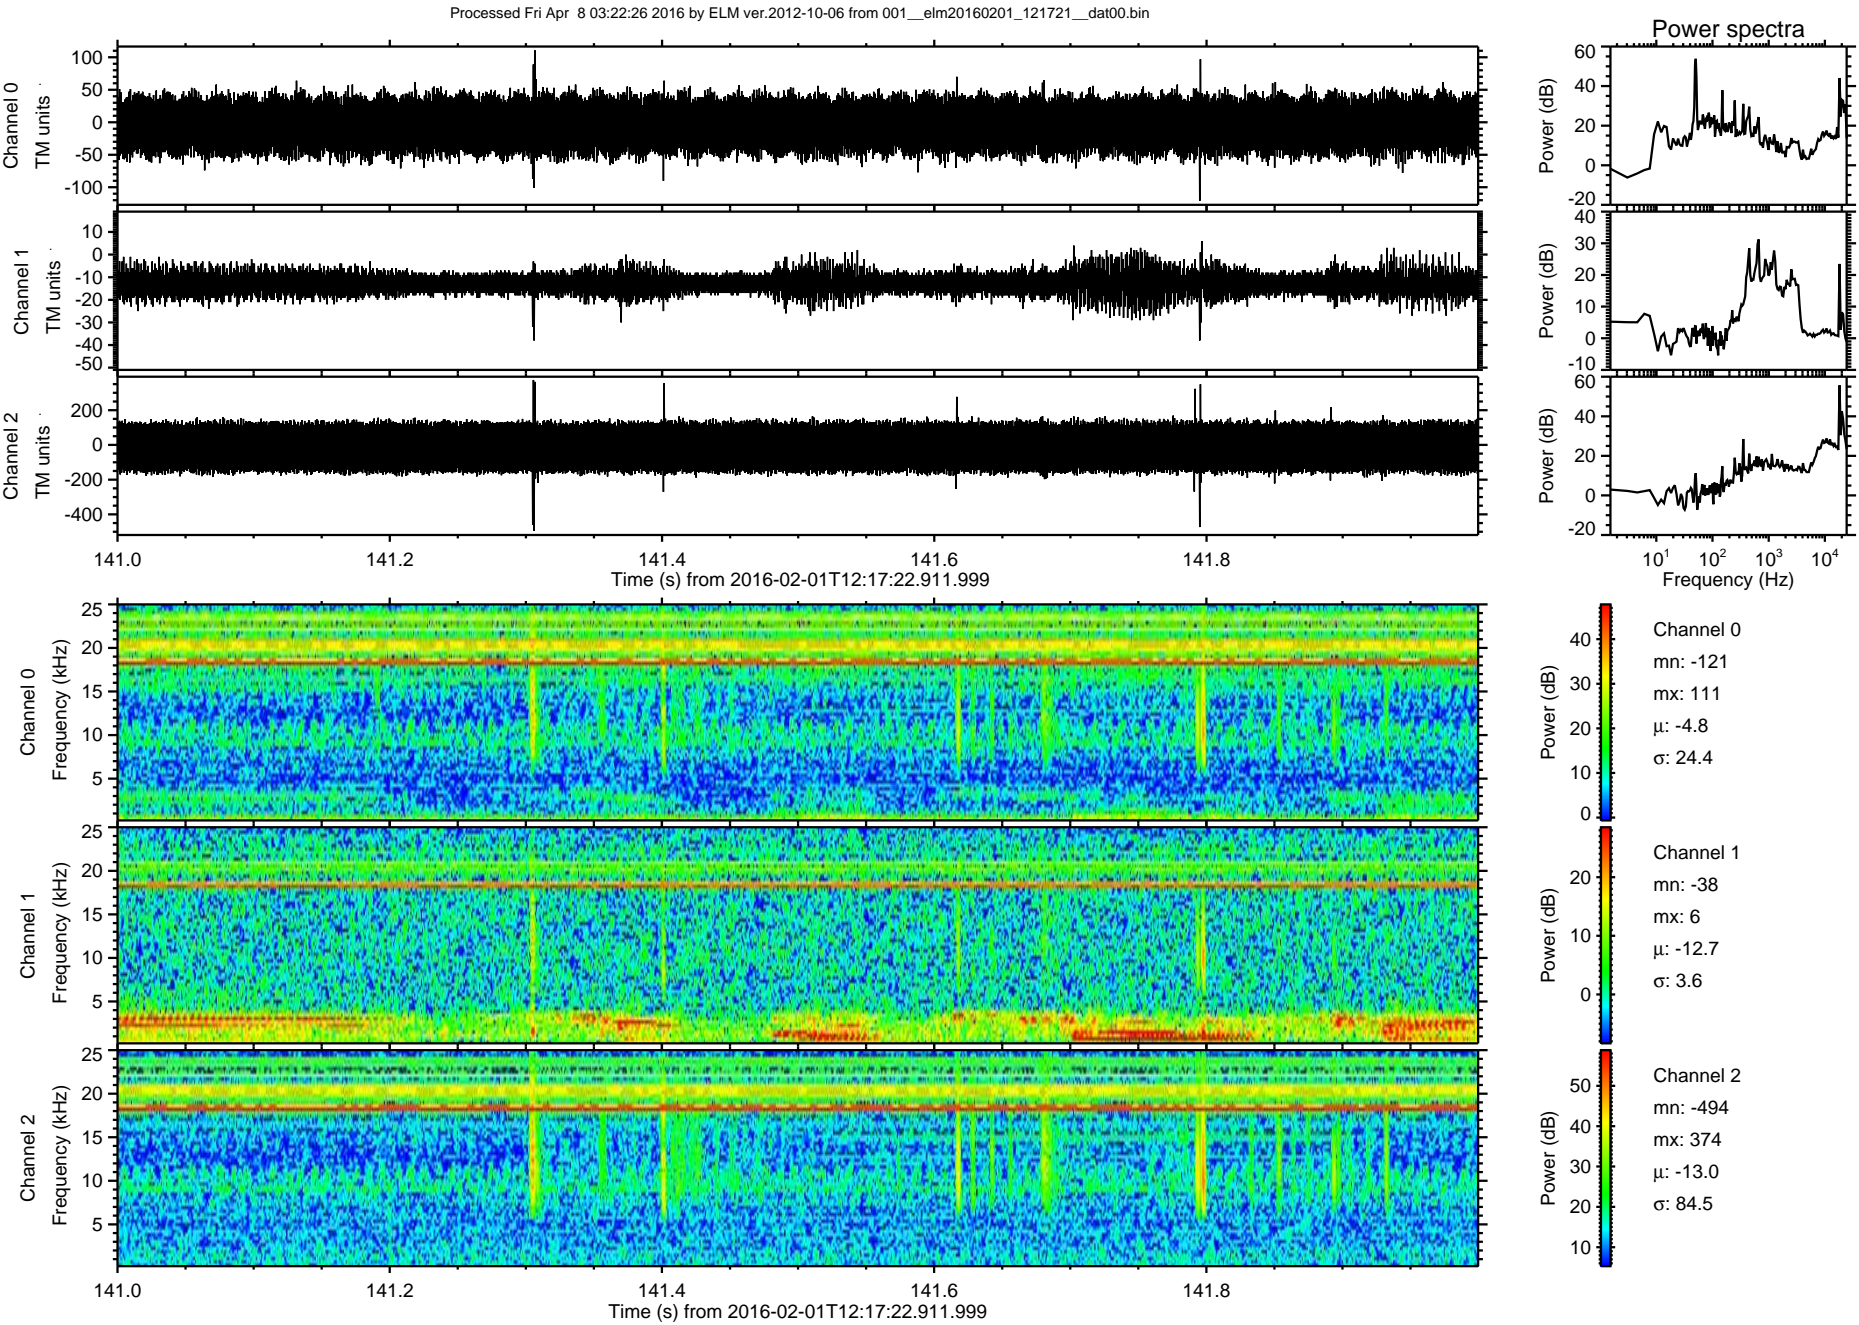 Processed Fri Apr  8 03:22:26 2016 by ELM ver.2012-10-06 from 001__elm20160201_121721__dat00.bin
Power spectra
Channel 0
TM units
100
50
0
-50
-100
Power (dB)
60
40
20
0
-20
Channel 1
TM units
10
0
-10
-20
-30
-40
-50
Power (dB)
40
30
20
10
0
-10
Channel 2
TM units
200
0
-200
-400
Power (dB)
60
40
20
0
-20
141.0 141.2 141.4 141.6 141.8
Time (s) from 2016-02-01T12:17:22.911.999
10¹ 10² 10³ 10⁴
Frequency (Hz)
Channel 0
Frequency (kHz)
25
20
15
10
5
Power (dB)
40
30
20
10
0
Channel 0
mn: -121
mx: 111
μ: -4.8
σ: 24.4
Channel 1
Frequency (kHz)
25
20
15
10
5
Power (dB)
20
10
0
Channel 1
mn: -38
mx: 6
μ: -12.7
σ: 3.6
Channel 2
Frequency (kHz)
25
20
15
10
5
Power (dB)
50
40
30
20
10
Channel 2
mn: -494
mx: 374
μ: -13.0
σ: 84.5
141.0 141.2 141.4 141.6 141.8
Time (s) from 2016-02-01T12:17:22.911.999